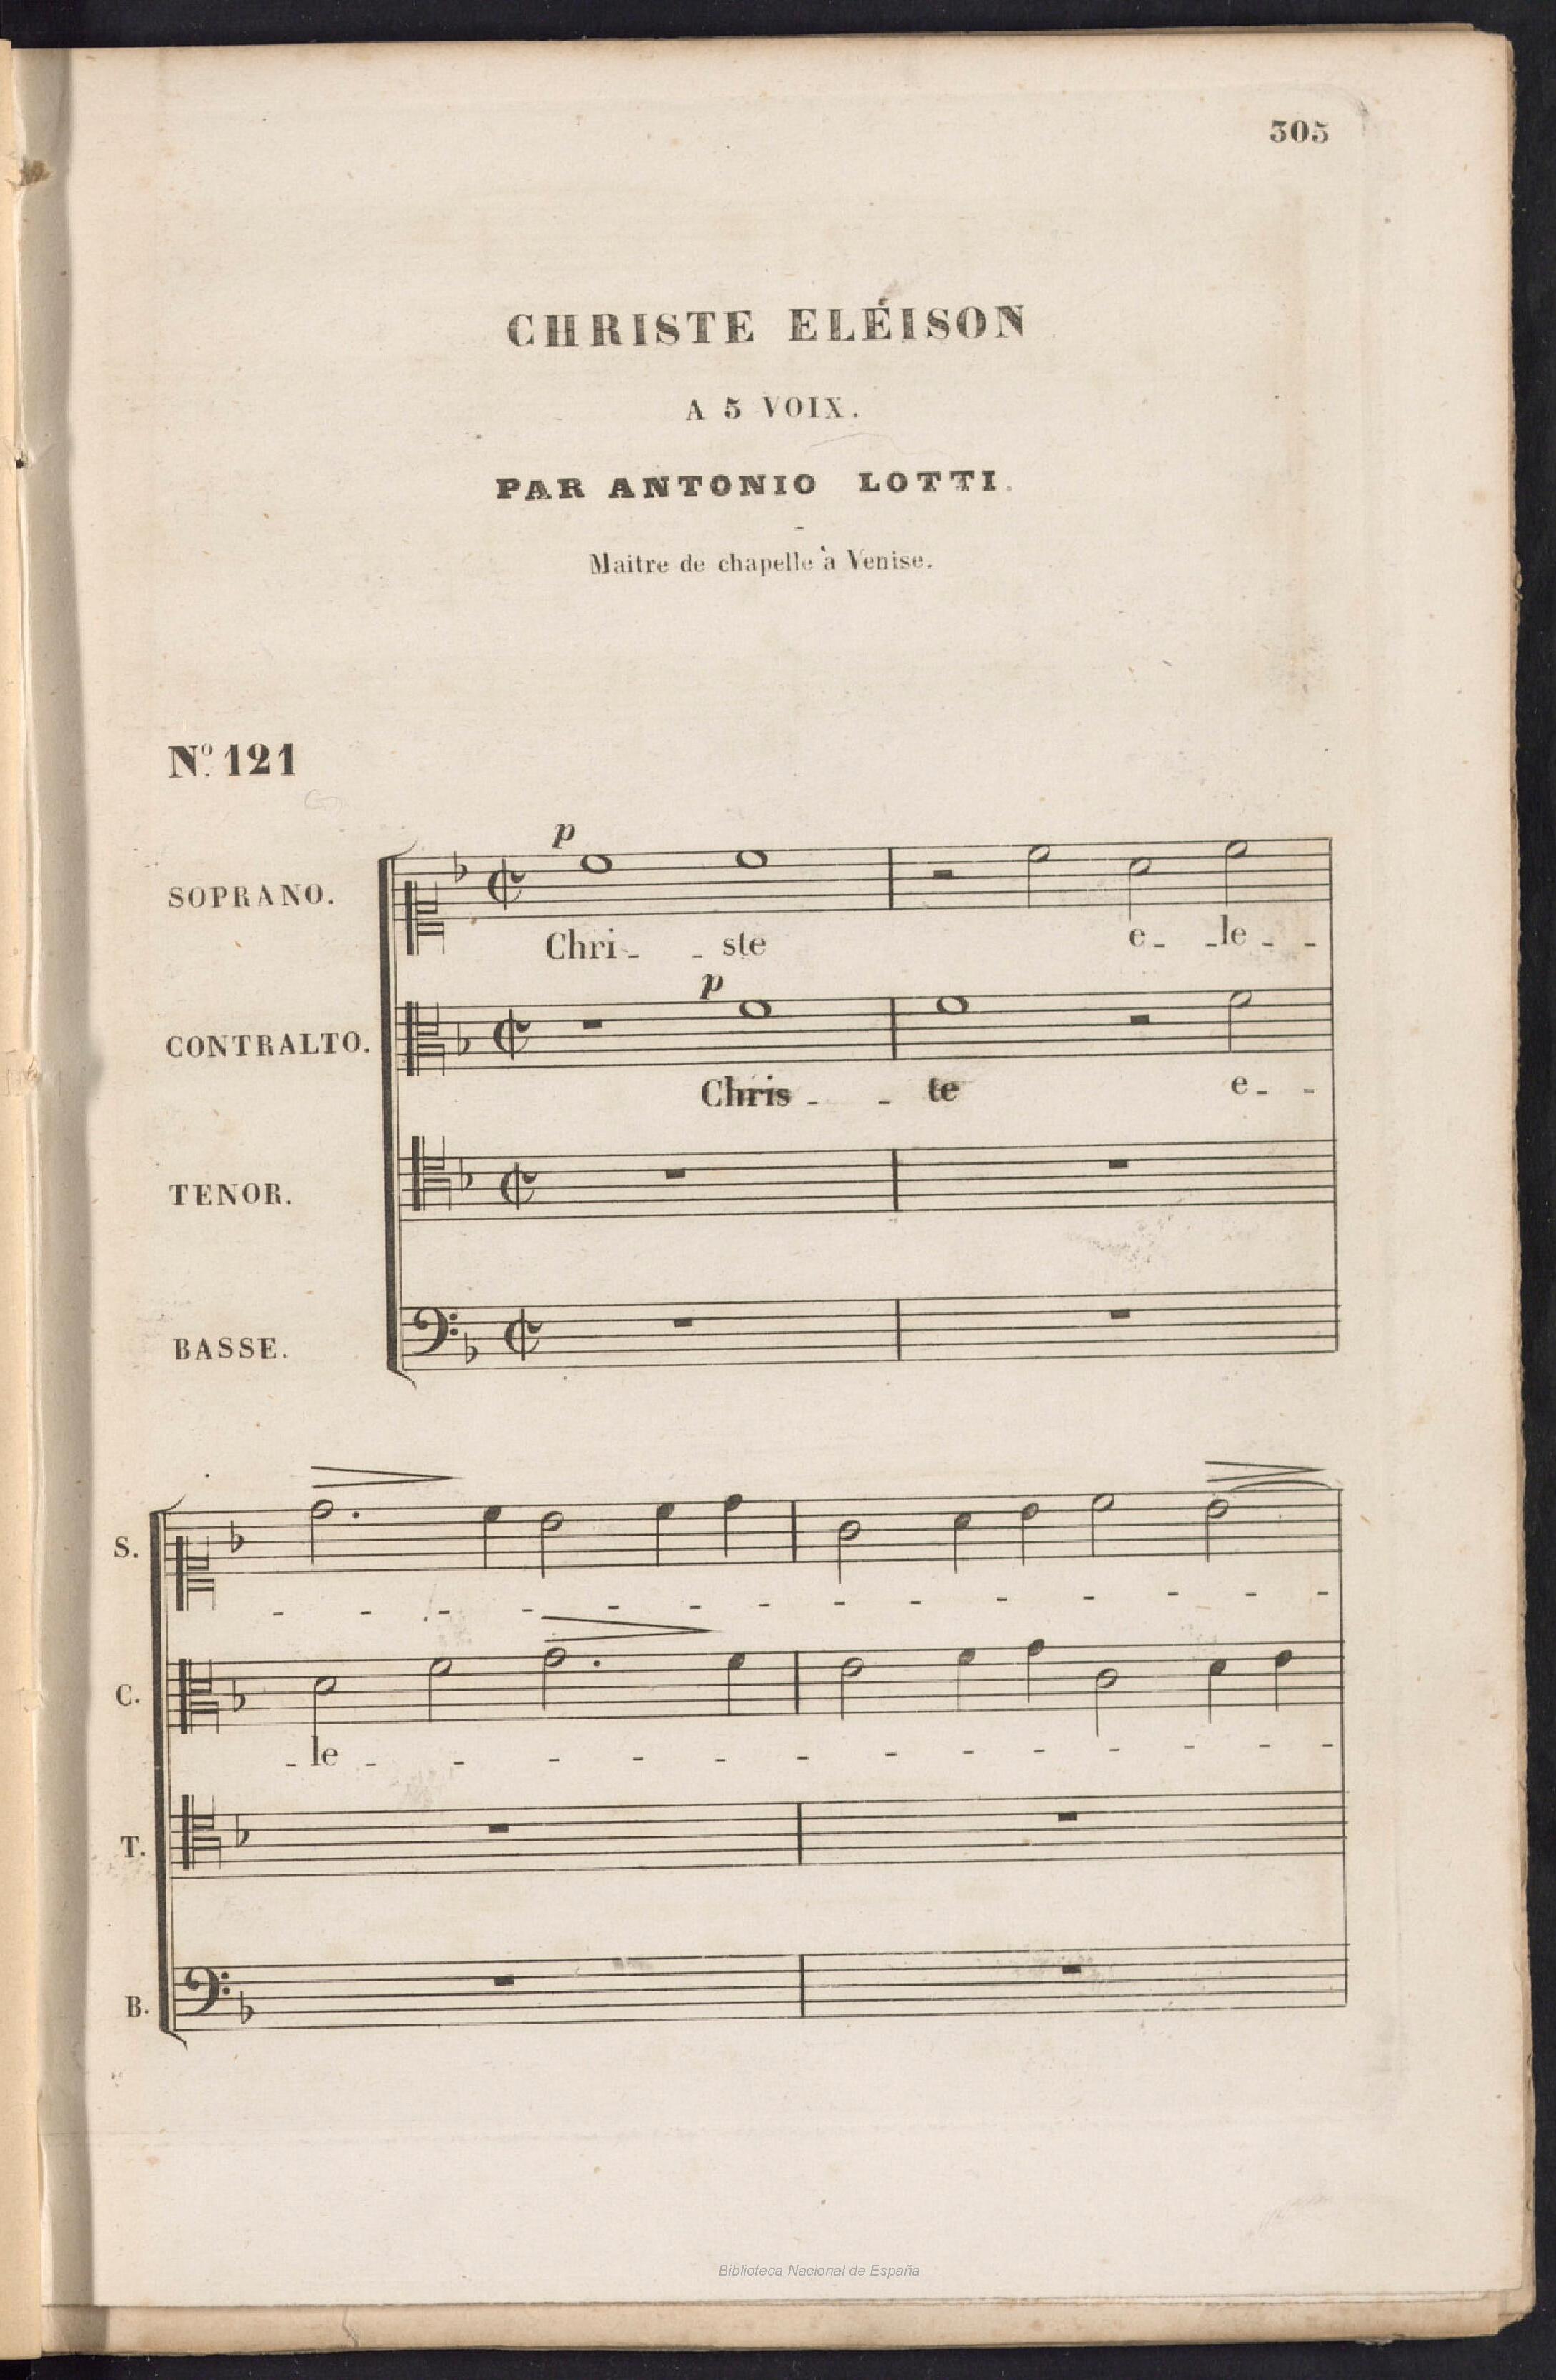 305
CHRISTE ELÉISON
A 5 VOIX.
PAR ANTONIO LOTTI.
Maitre de chapelle à Venise.
Nº. 121
SOPRANO.
p
Chri - - ste e - - le - -
CONTRALTO.
p
Chris - - te e - -
TENOR.
BASSE.
S.
- - - - - - - - - - - - - -
C.
- le - - - - - - - - - - - - -
T.
B.
Biblioteca Nacional de España